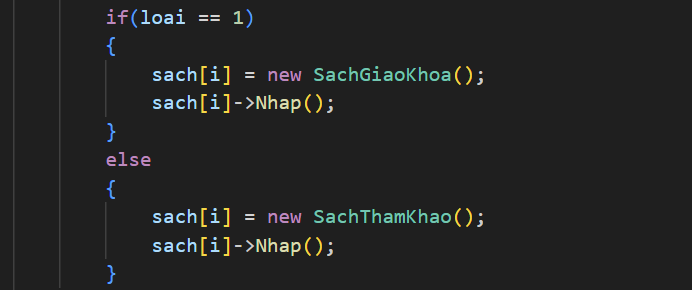 if(loai == 1)
{
sach[i] = new SachGiaoKhoa();
sach[i]->Nhap();
}
else
{
sach[i] = new SachThamKhao();
sach[i]->Nhap();
}